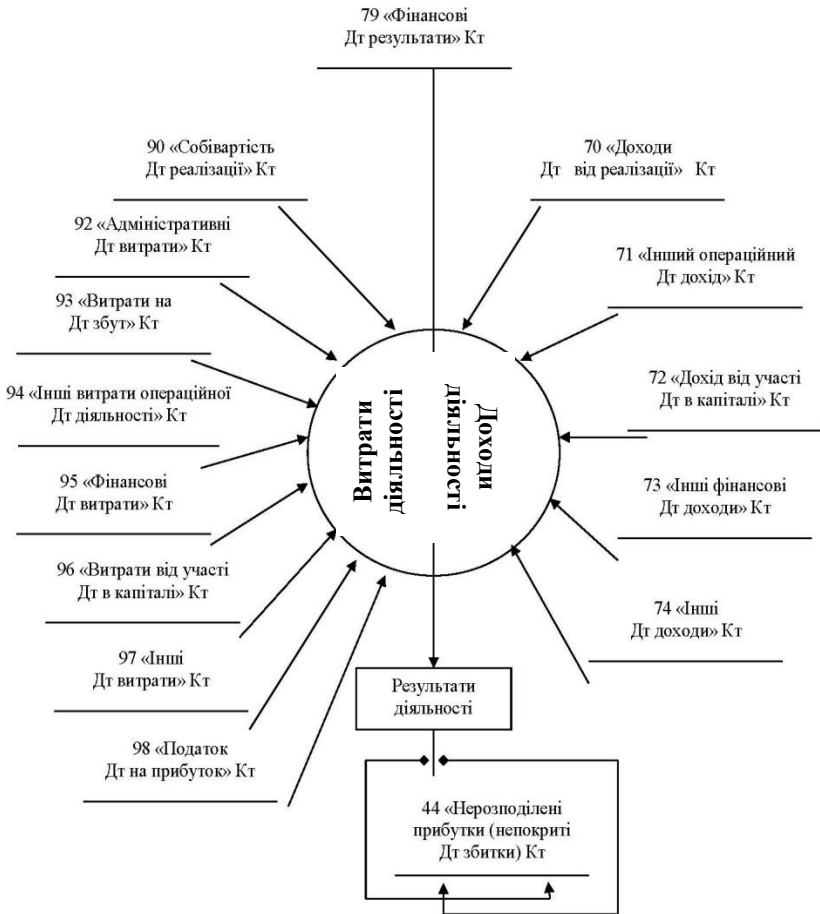 79 «Фінансові
Дт результати» Кт
90 «Собівартість
Дт реалізації» Кт
92 «Адміністративні
Дт витрати» Кт
93 «Витрати на
Дт збут» Кт
94 «Інші витрати операційної
Дт діяльності» Кт
95 «Фінансові
Дт витрати» Кт
96 «Витрати від участі
Дт в капіталі» Кт
97 «Інші
Дт витрати» Кт
98 «Податок
Дт на прибуток» Кт
Витрати
діяльності
Доходи
діяльності
70 «Доходи
Дт від реалізації» Кт
71 «Інший операційний
Дт дохід» Кт
72 «Дохід від участі
Дт в капіталі» Кт
73 «Інші фінансові
Дт доходи» Кт
74 «Інші
Дт доходи» Кт
Результати
діяльності
44 «Нерозподілені
прибутки (непокриті
Дт збитки) Кт